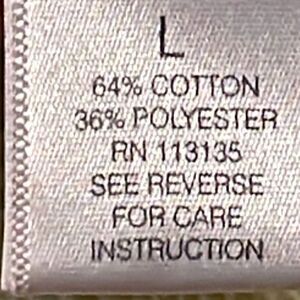 L
64% COTTON
36% POLYESTER
RN 113135
SEE REVERSE
FOR CARE
INSTRUCTION